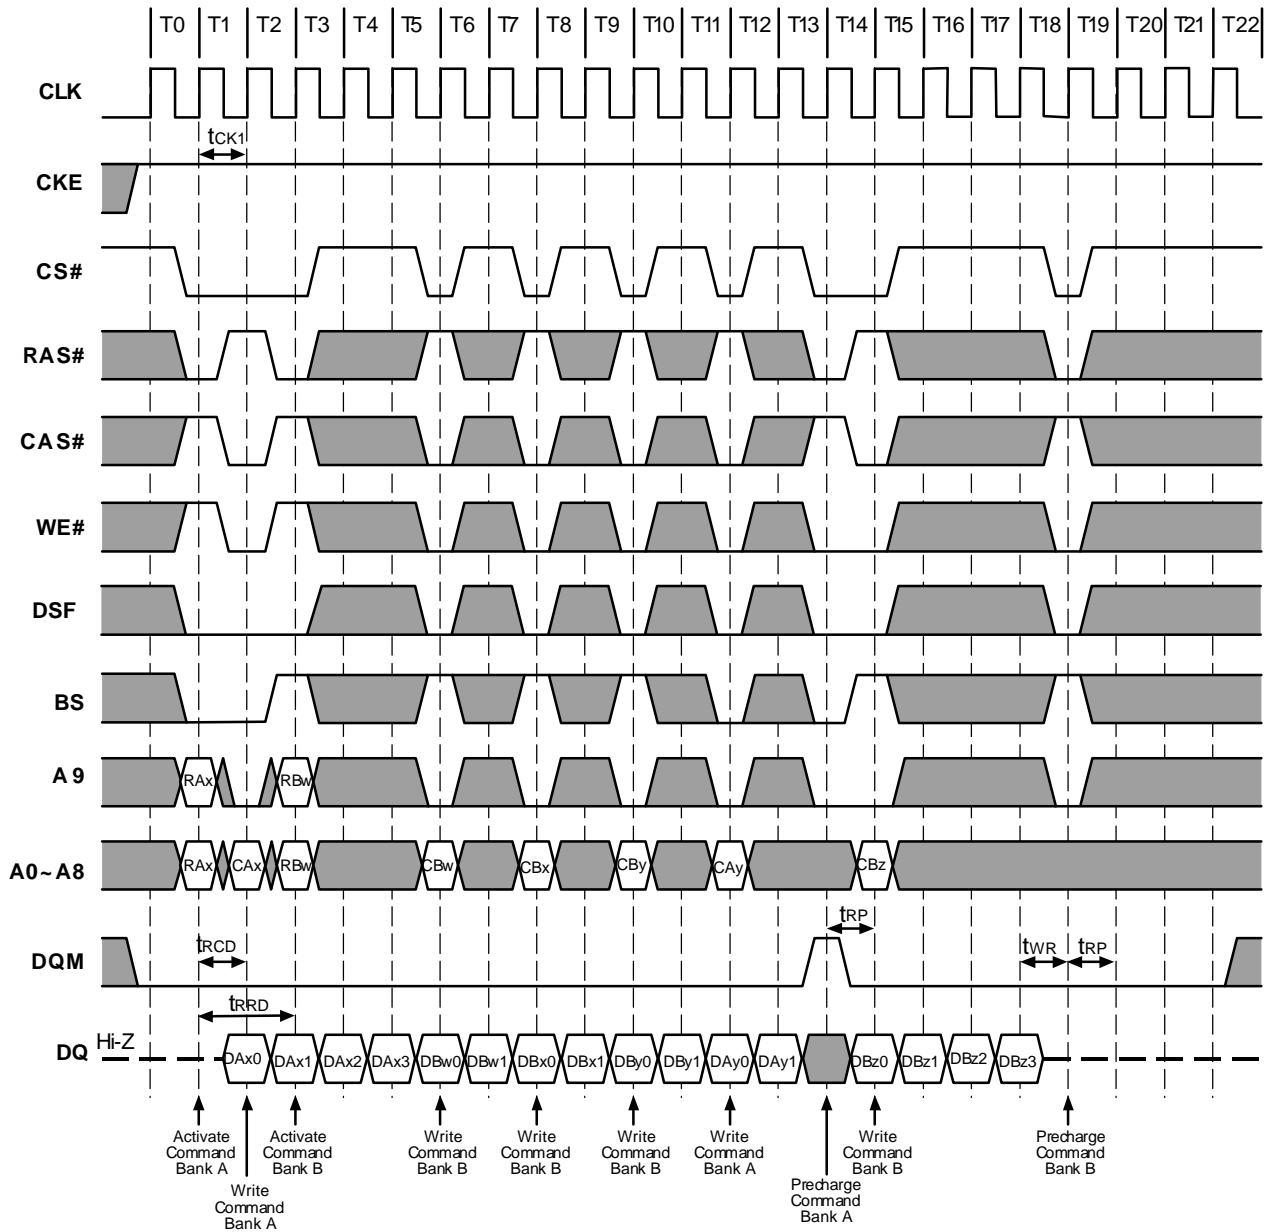 T0 T1 T2 T3 T4 T5 T6 T7 T8 T9 T10 T11 T12 T13 T14 T15 T16 T17 T18 T19 T20 T21 T22
CLK
tCK1
CKE
CS#
RAS#
CAS#
WE#
DSF
BS
A9 RAx RBw
A0~A8 RAx CAx RBw CBw CBx CBy CAy CBz
tRP
DQM tRCD tWR tRP
tRRD
DQ Hi-Z DAx0 DAx1 DAx2 DAx3 DBw0 DBw1 DBx0 DBx1 DBy0 DBy1 DAy0 DAy1 DBz0 DBz1 DBz2 DBz3
Activate
Command
Bank A
Write
Command
Bank A
Activate
Command
Bank B
Write
Command
Bank B
Write
Command
Bank B
Write
Command
Bank B
Write
Command
Bank A
Precharge
Command
Bank A
Write
Command
Bank B
Precharge
Command
Bank B